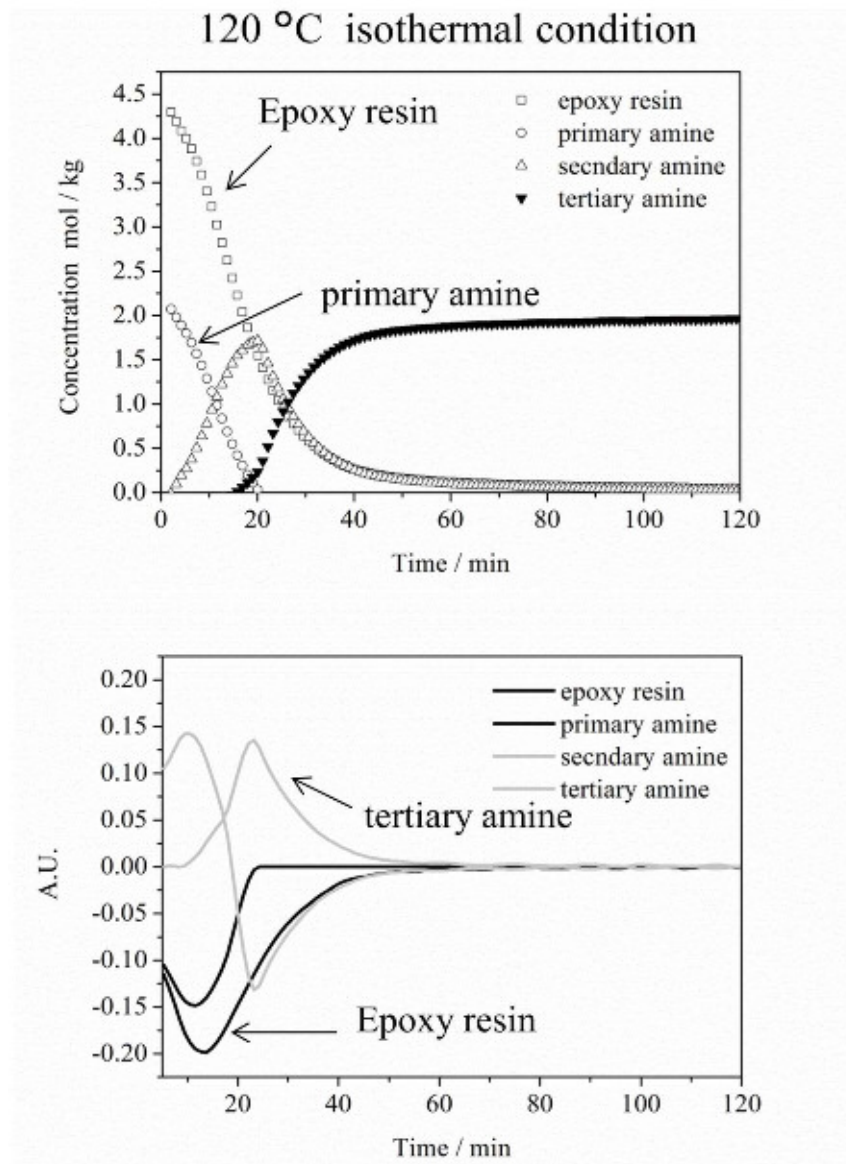 120 °C isothermal condition
4.5
4.0
3.5
3.0
2.5
2.0
1.5
1.0
0.5
0.0
Concentration mol / kg
Epoxy resin
primary amine
epoxy resin
primary amine
secndary amine
tertiary amine
0 20 40 60 80 100 120
Time / min
0.20
0.15
0.10
0.05
0.00
-0.05
-0.10
-0.15
-0.20
A.U.
epoxy resin
primary amine
secndary amine
tertiary amine
tertiary amine
Epoxy resin
20 40 60 80 100 120
Time / min